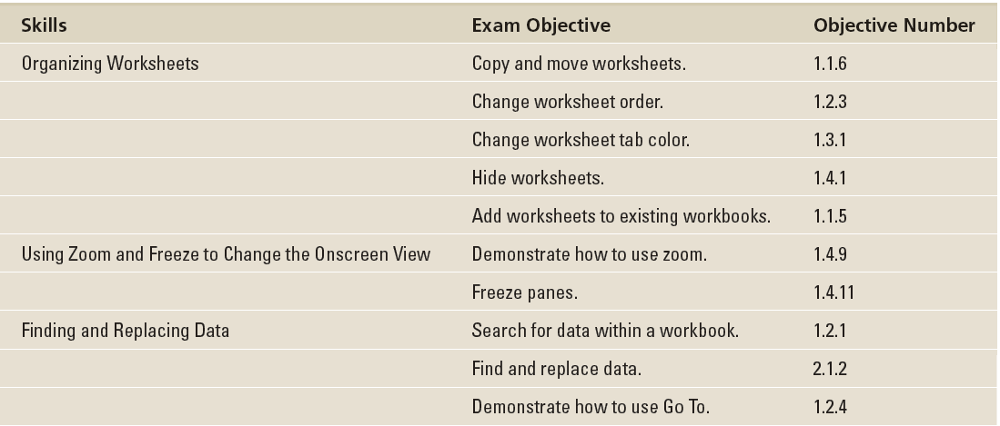 Skills Exam Objective Objective Number
Organizing Worksheets Copy and move worksheets. 1.1.6
Change worksheet order. 1.2.3
Change worksheet tab color. 1.3.1
Hide worksheets. 1.4.1
Add worksheets to existing workbooks. 1.1.5
Using Zoom and Freeze to Change the Onscreen View Demonstrate how to use zoom. 1.4.9
Freeze panes. 1.4.11
Finding and Replacing Data Search for data within a workbook. 1.2.1
Find and replace data. 2.1.2
Demonstrate how to use Go To. 1.2.4